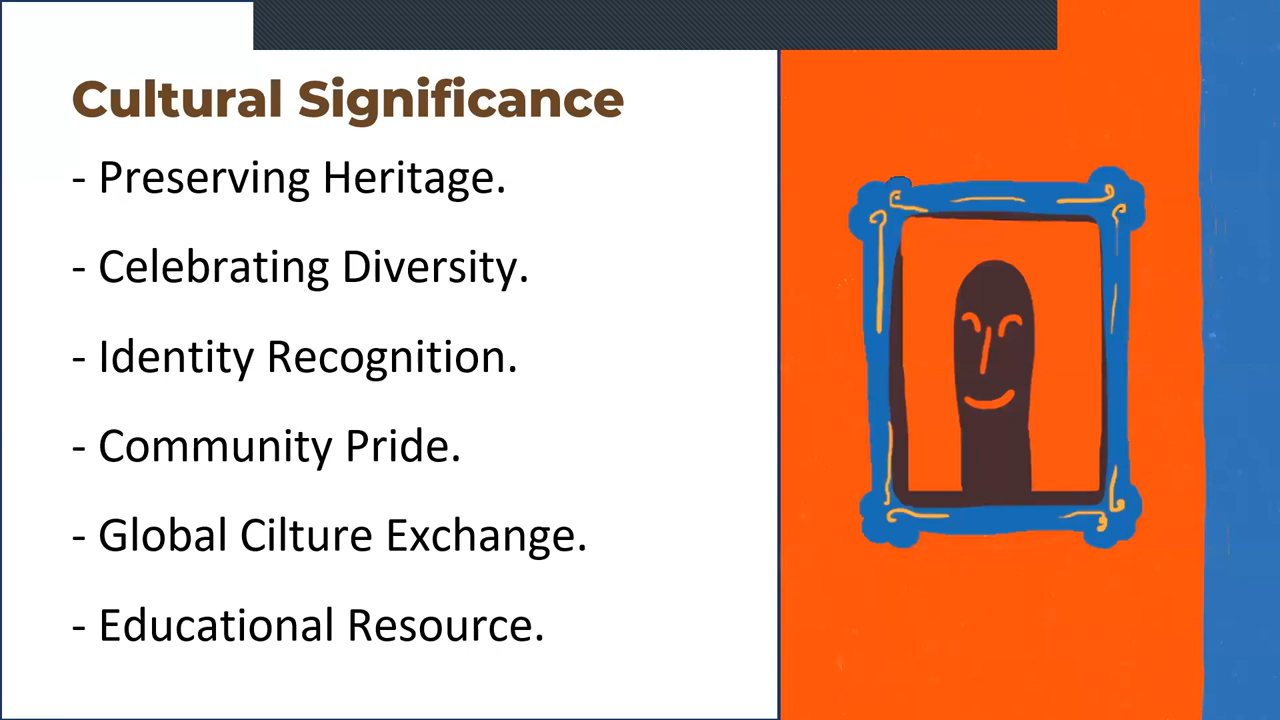 Cultural Significance
- Preserving Heritage.
- Celebrating Diversity.
- Identity Recognition.
- Community Pride.
- Global Cilture Exchange.
- Educational Resource.